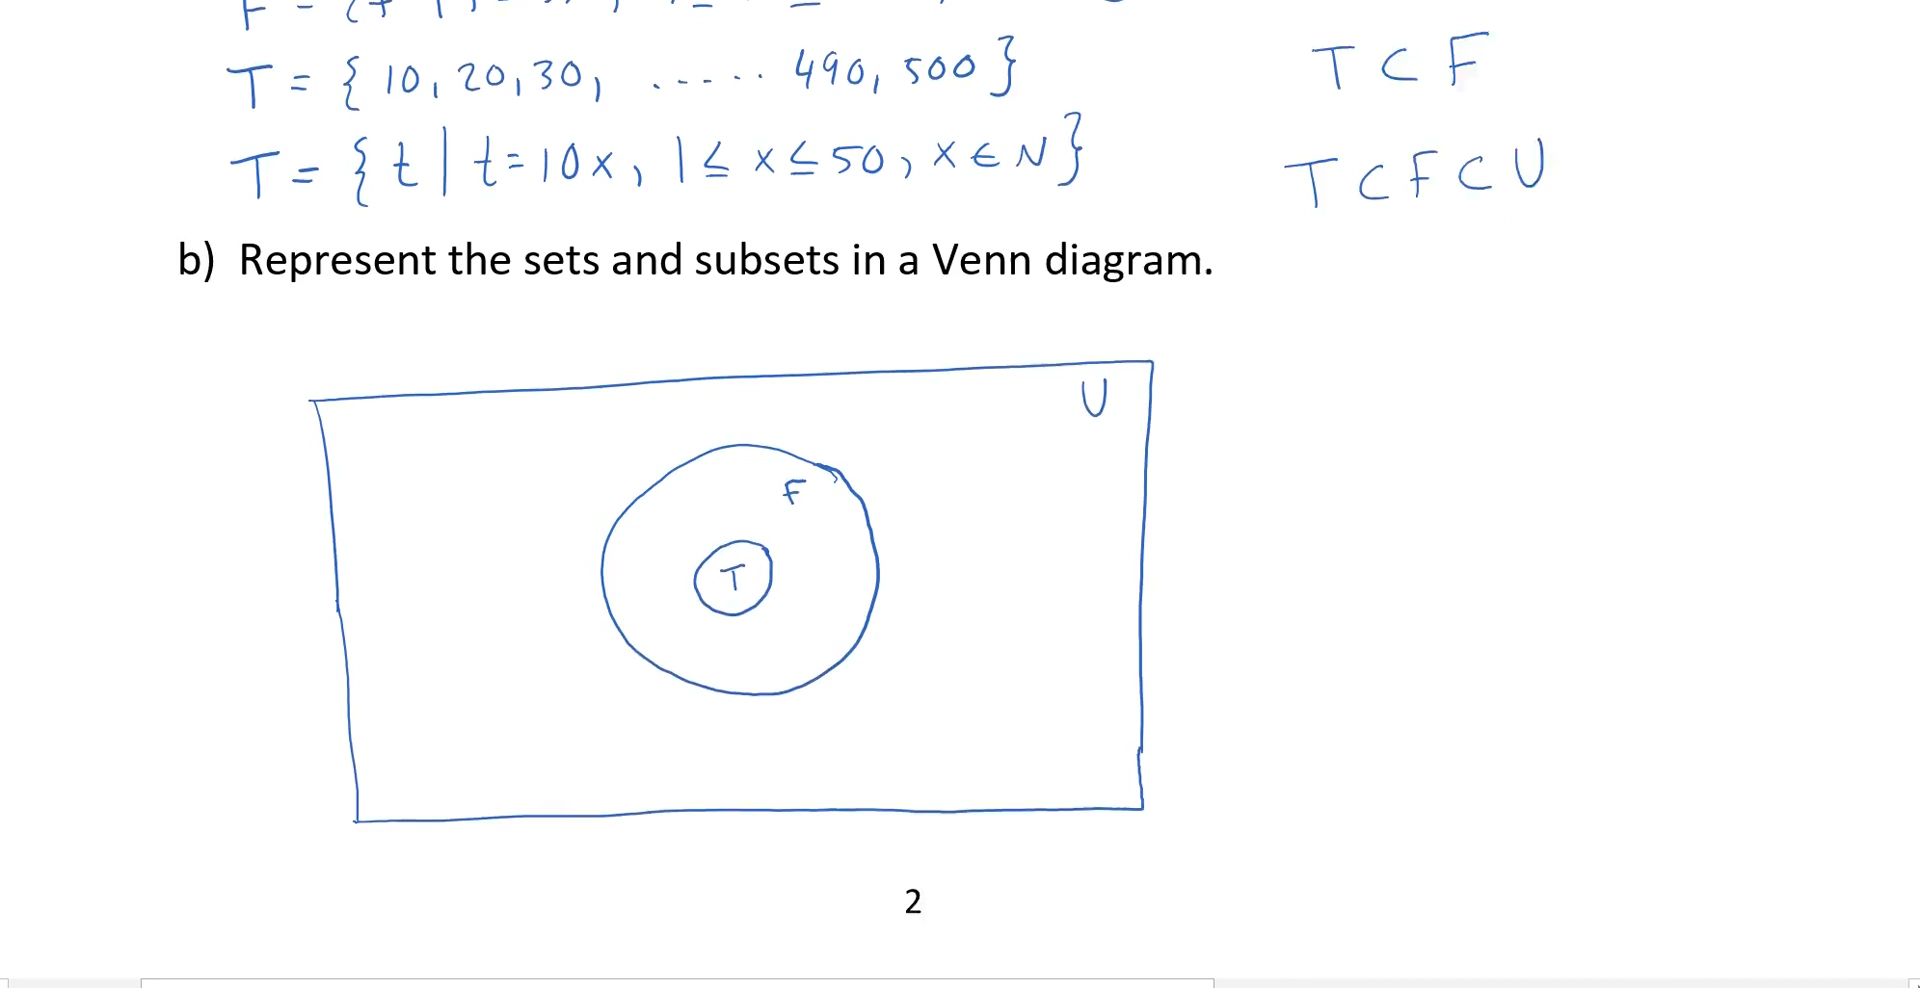 T = { 10, 20, 30, ..... 490, 500 }
T ⊂ F
T = { t | t = 10x, 1 ≤ x ≤ 50, x ∈ N }
T ⊂ F ⊂ U
b) Represent the sets and subsets in a Venn diagram.
U
F
T
2